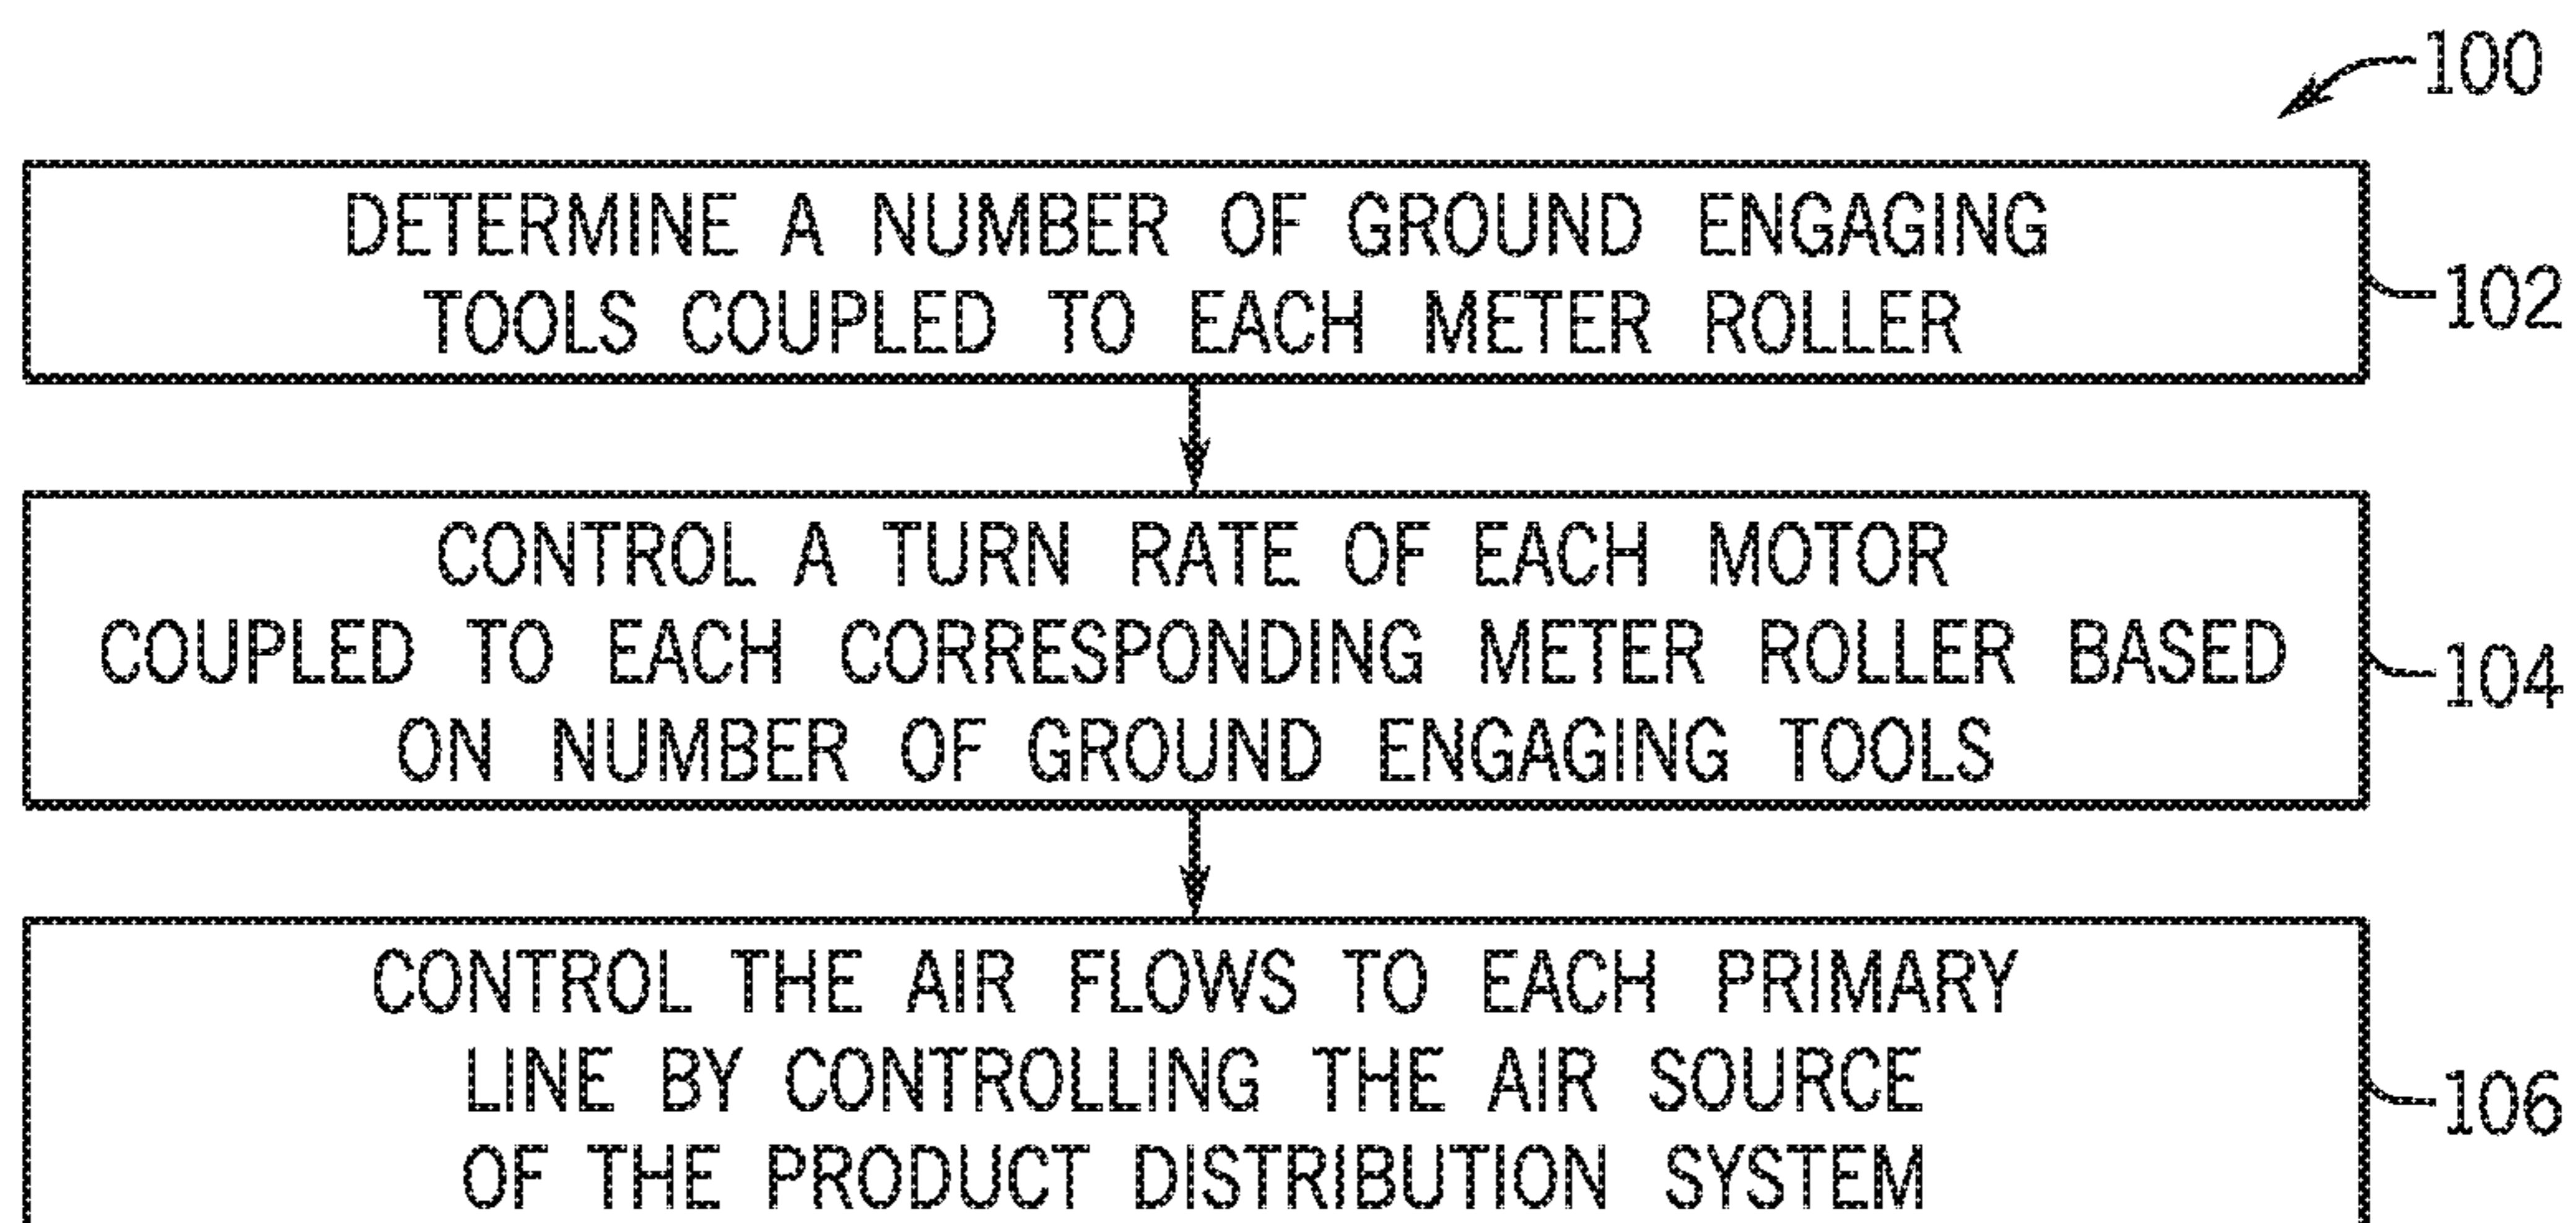 100
DETERMINE A NUMBER OF GROUND ENGAGING
TOOLS COUPLED TO EACH METER ROLLER
102
CONTROL A TURN RATE OF EACH MOTOR
COUPLED TO EACH CORRESPONDING METER ROLLER BASED
ON NUMBER OF GROUND ENGAGING TOOLS
104
CONTROL THE AIR FLOWS TO EACH PRIMARY
LINE BY CONTROLLING THE AIR SOURCE
OF THE PRODUCT DISTRIBUTION SYSTEM
106